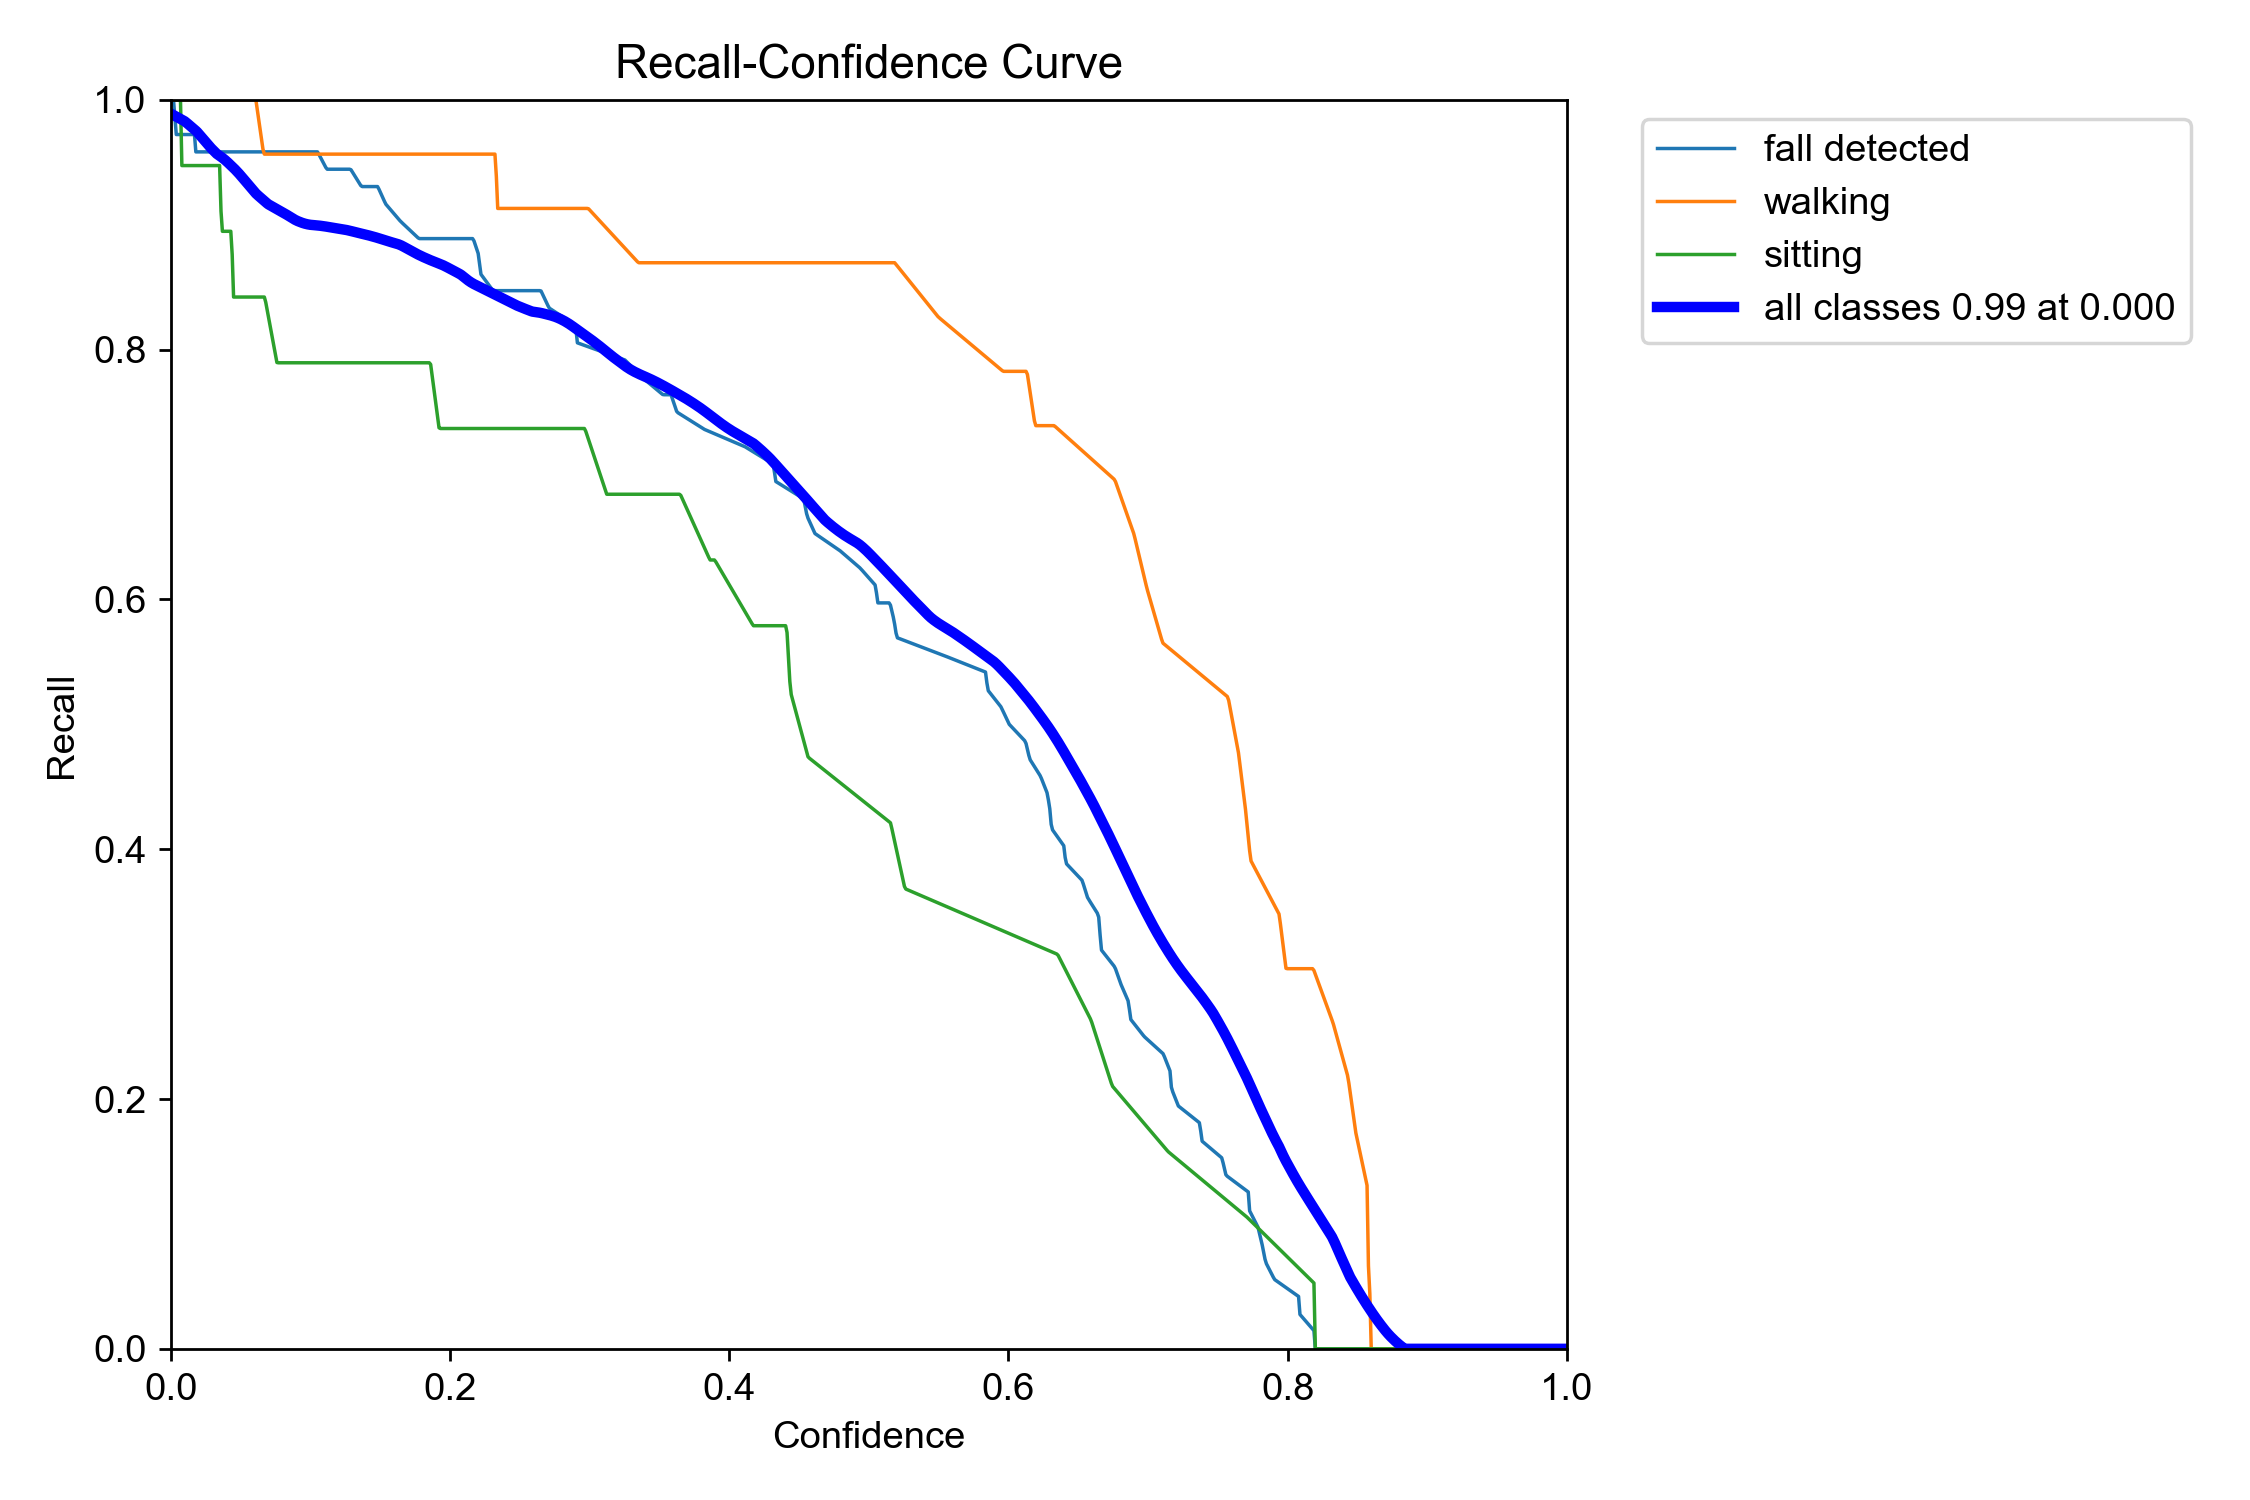 Recall-Confidence Curve
1.0
0.8
0.6
0.4
0.2
0.0
Recall
0.0 0.2 0.4 0.6 0.8 1.0
Confidence
fall detected
walking
sitting
all classes 0.99 at 0.000